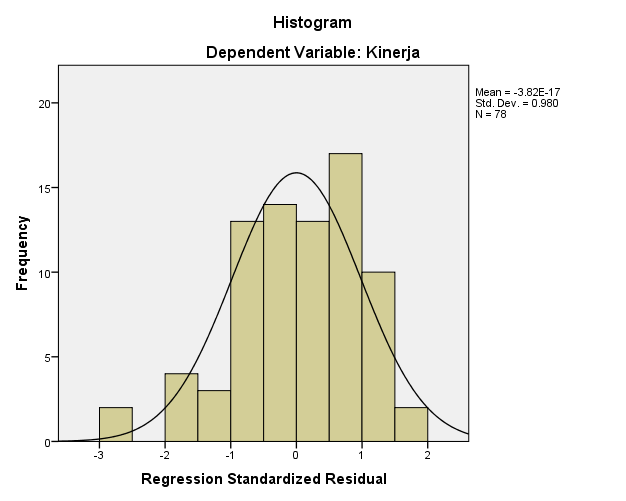 Histogram
Dependent Variable: Kinerja
Mean = -3.82E-17
Std. Dev. = 0.980
N = 78
Frequency
20
15
10
5
0
-3 -2 -1 0 1 2
Regression Standardized Residual